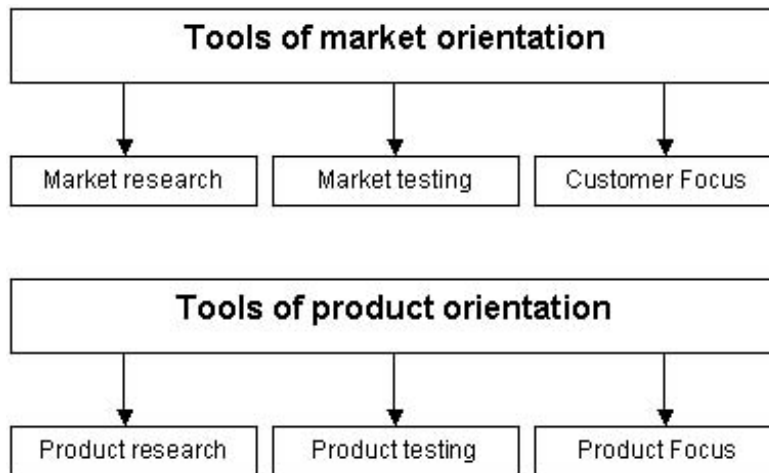 Tools of market orientation
Market research
Market testing
Customer Focus
Tools of product orientation
Product research
Product testing
Product Focus